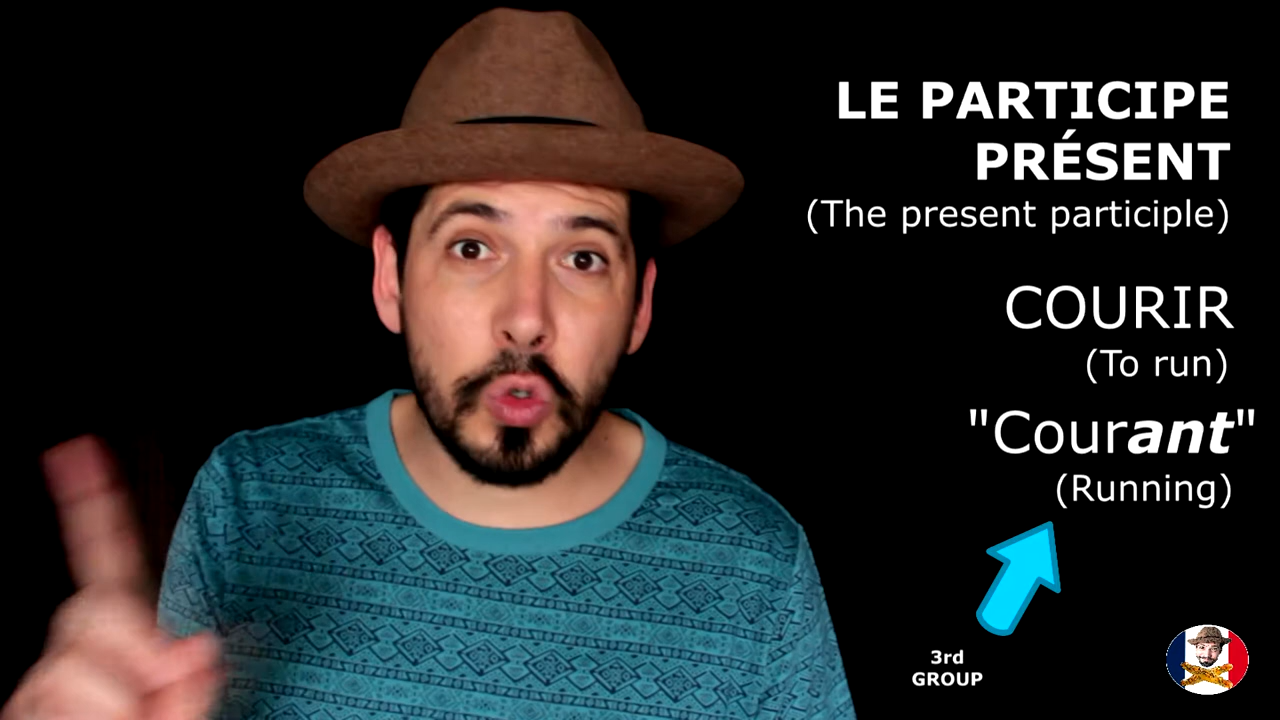 LE PARTICIPE
PRÉSENT
(The present participle)
COURIR
(To run)
"Courant"
(Running)
3rd
GROUP